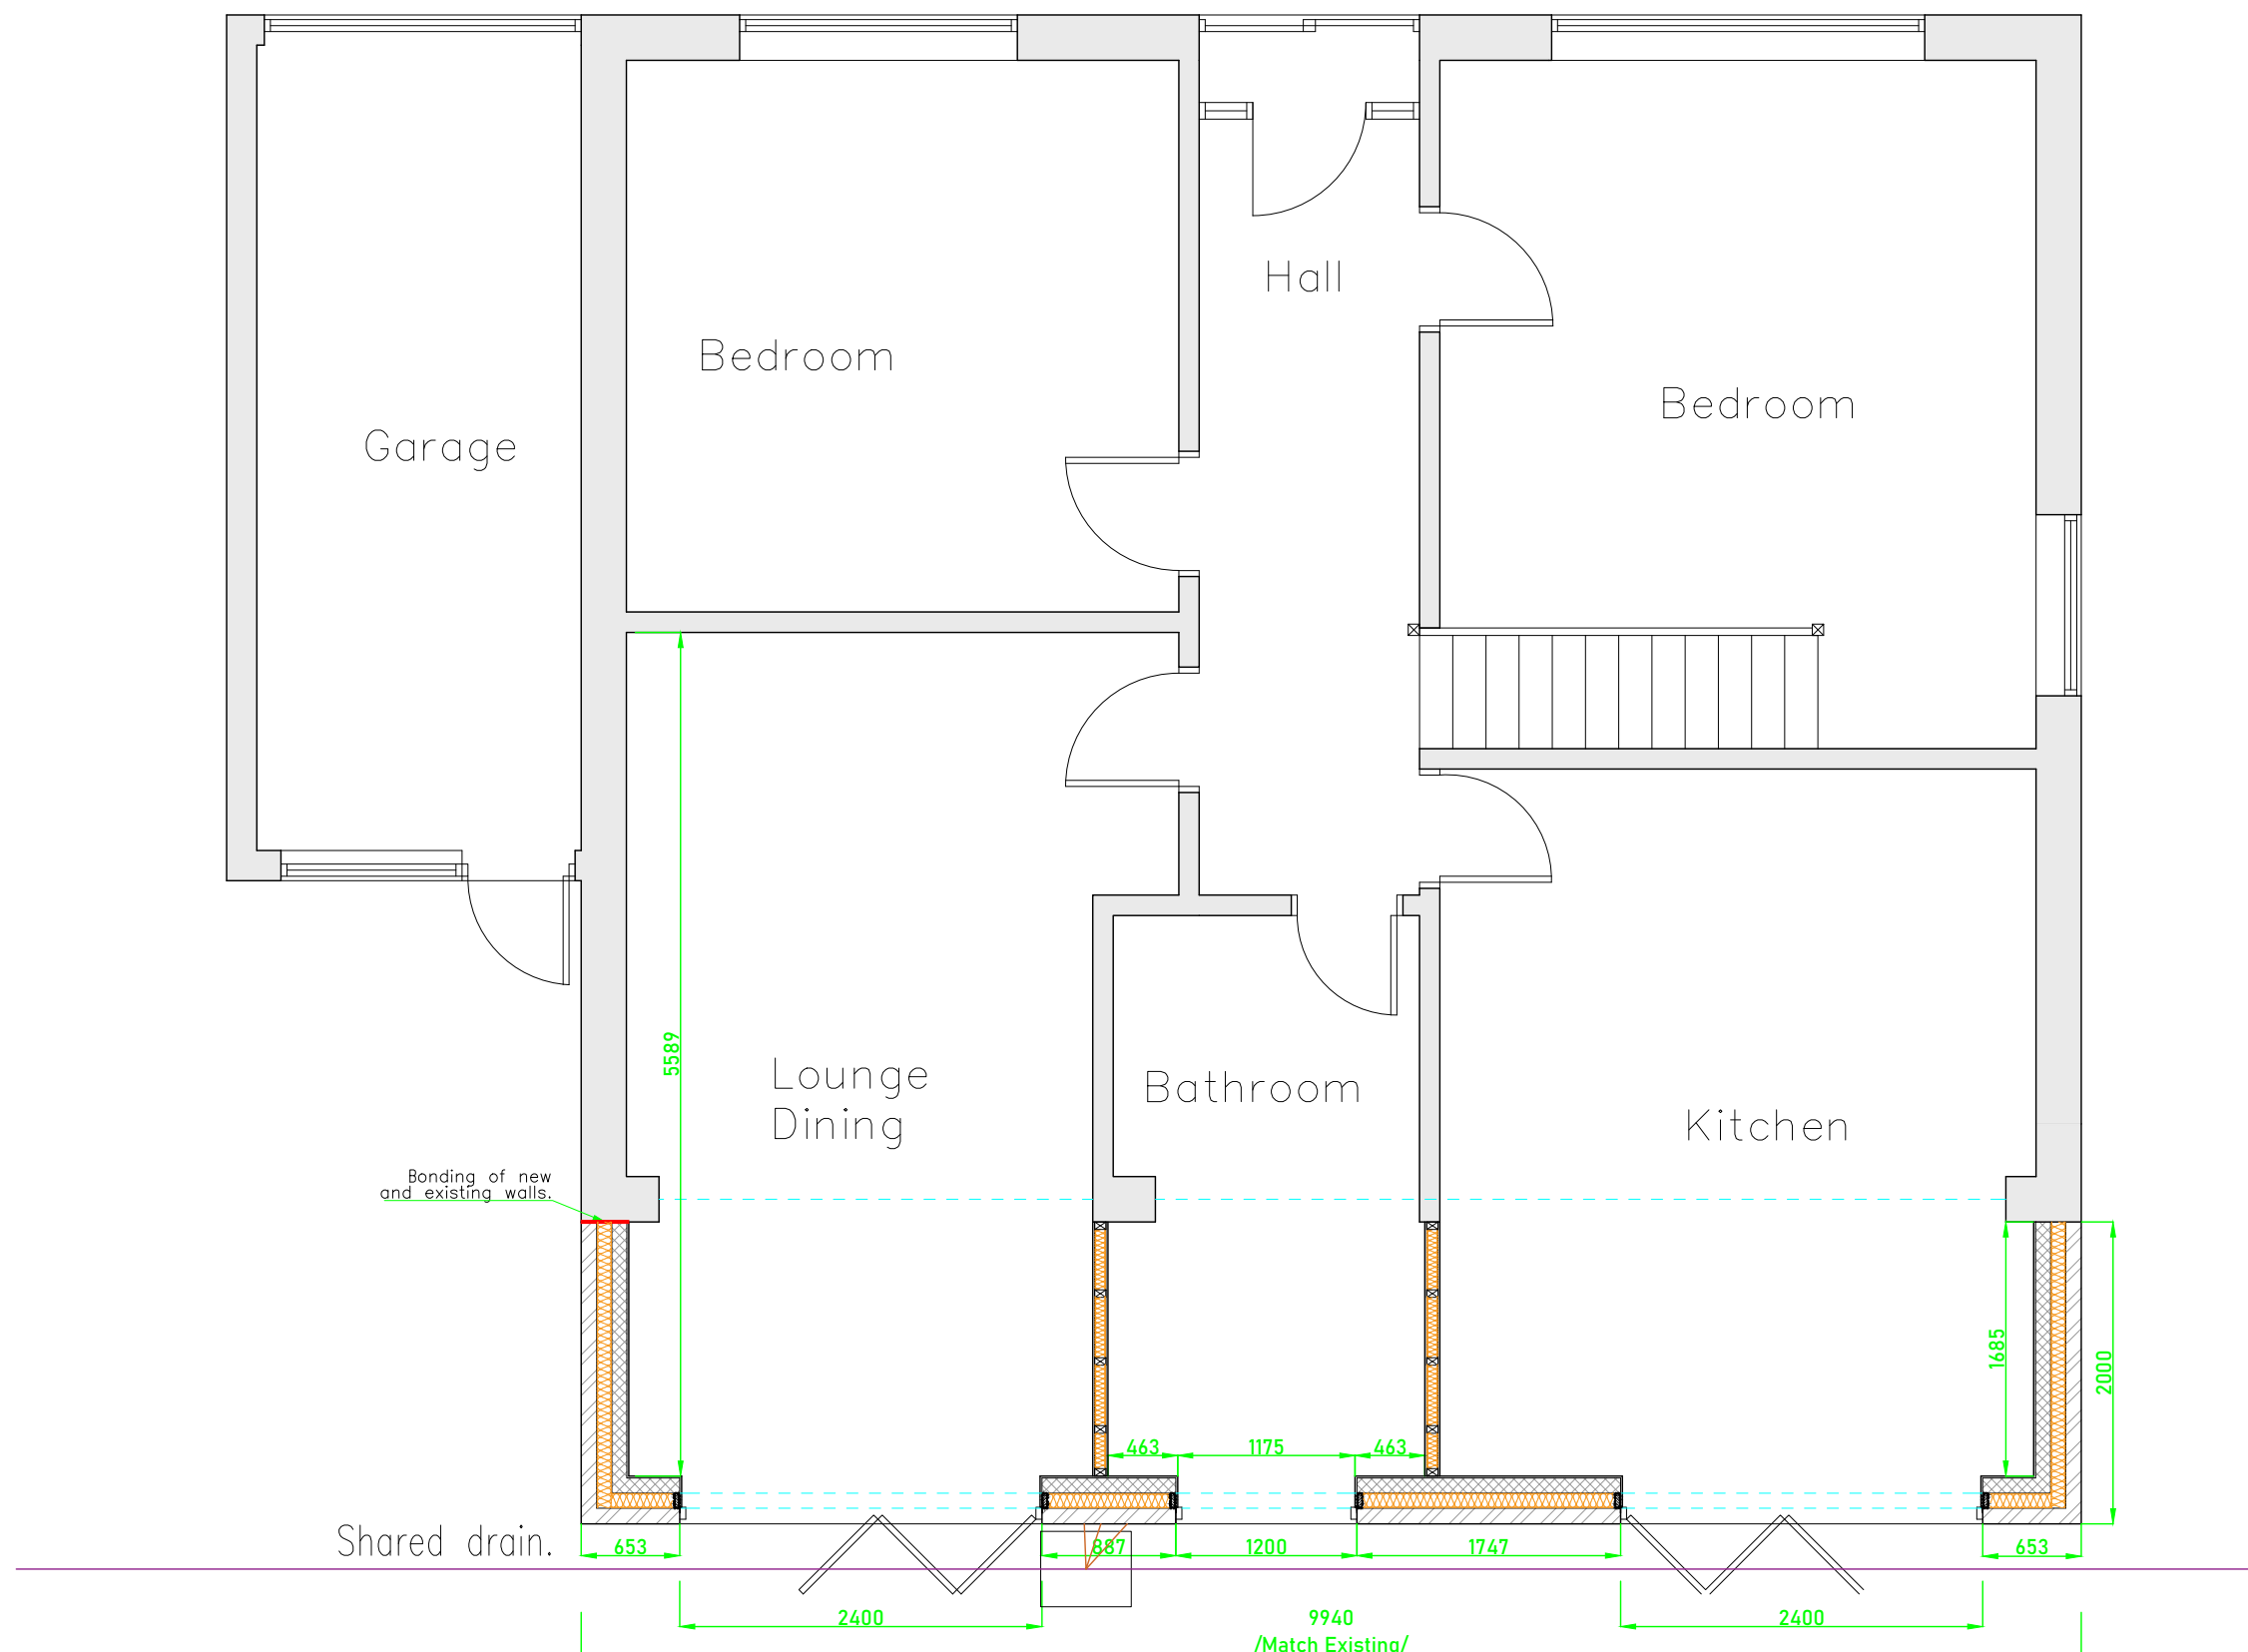 Hall
Bedroom
Bedroom
Garage
5589
Lounge
Dining
Bathroom
Kitchen
Bonding of new
and existing walls.
1685
2000
463
1175
463
Shared drain.
653
887
1200
1747
653
2400
9940
2400
/Match Existing/